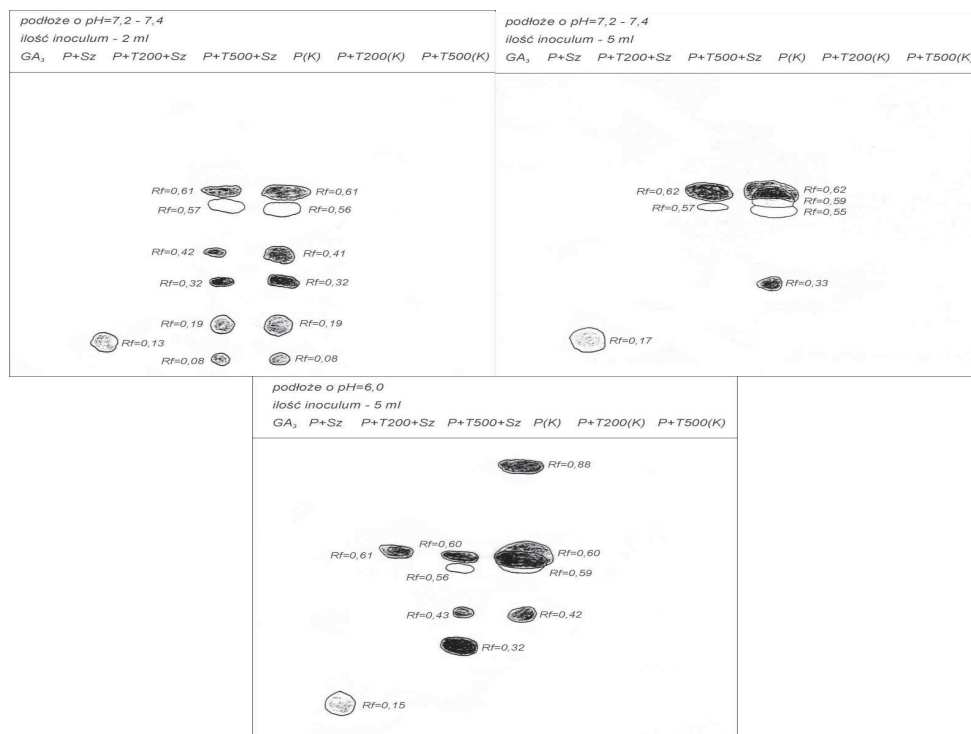 podłoże o pH=7,2 - 7,4
ilość inoculum - 2 ml
GA₃ P+Sz P+T200+Sz P+T500+Sz P(K) P+T200(K) P+T500(K)
Rf=0,61 Rf=0,61
Rf=0,57 Rf=0,56
Rf=0,42 Rf=0,41
Rf=0,32 Rf=0,32
Rf=0,19 Rf=0,19
Rf=0,13
Rf=0,08 Rf=0,08
podłoże o pH=7,2 - 7,4
ilość inoculum - 5 ml
GA₃ P+Sz P+T200+Sz P+T500+Sz P(K) P+T200(K) P+T500(K)
Rf=0,62 Rf=0,62
Rf=0,59
Rf=0,57 Rf=0,55
Rf=0,33
Rf=0,17
podłoże o pH=6,0
ilość inoculum - 5 ml
GA₃ P+Sz P+T200+Sz P+T500+Sz P(K) P+T200(K) P+T500(K)
Rf=0,88
Rf=0,61 Rf=0,60 Rf=0,60
Rf=0,56 Rf=0,59
Rf=0,43 Rf=0,42
Rf=0,32
Rf=0,15